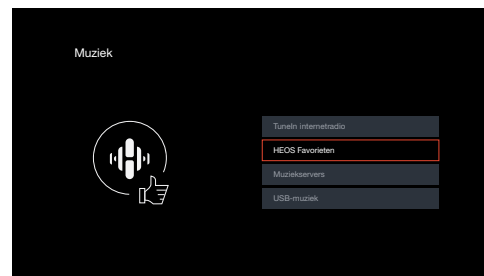 Muziek
TuneIn internetradio
HEOS Favorieten
Muziekservers
USB-muziek